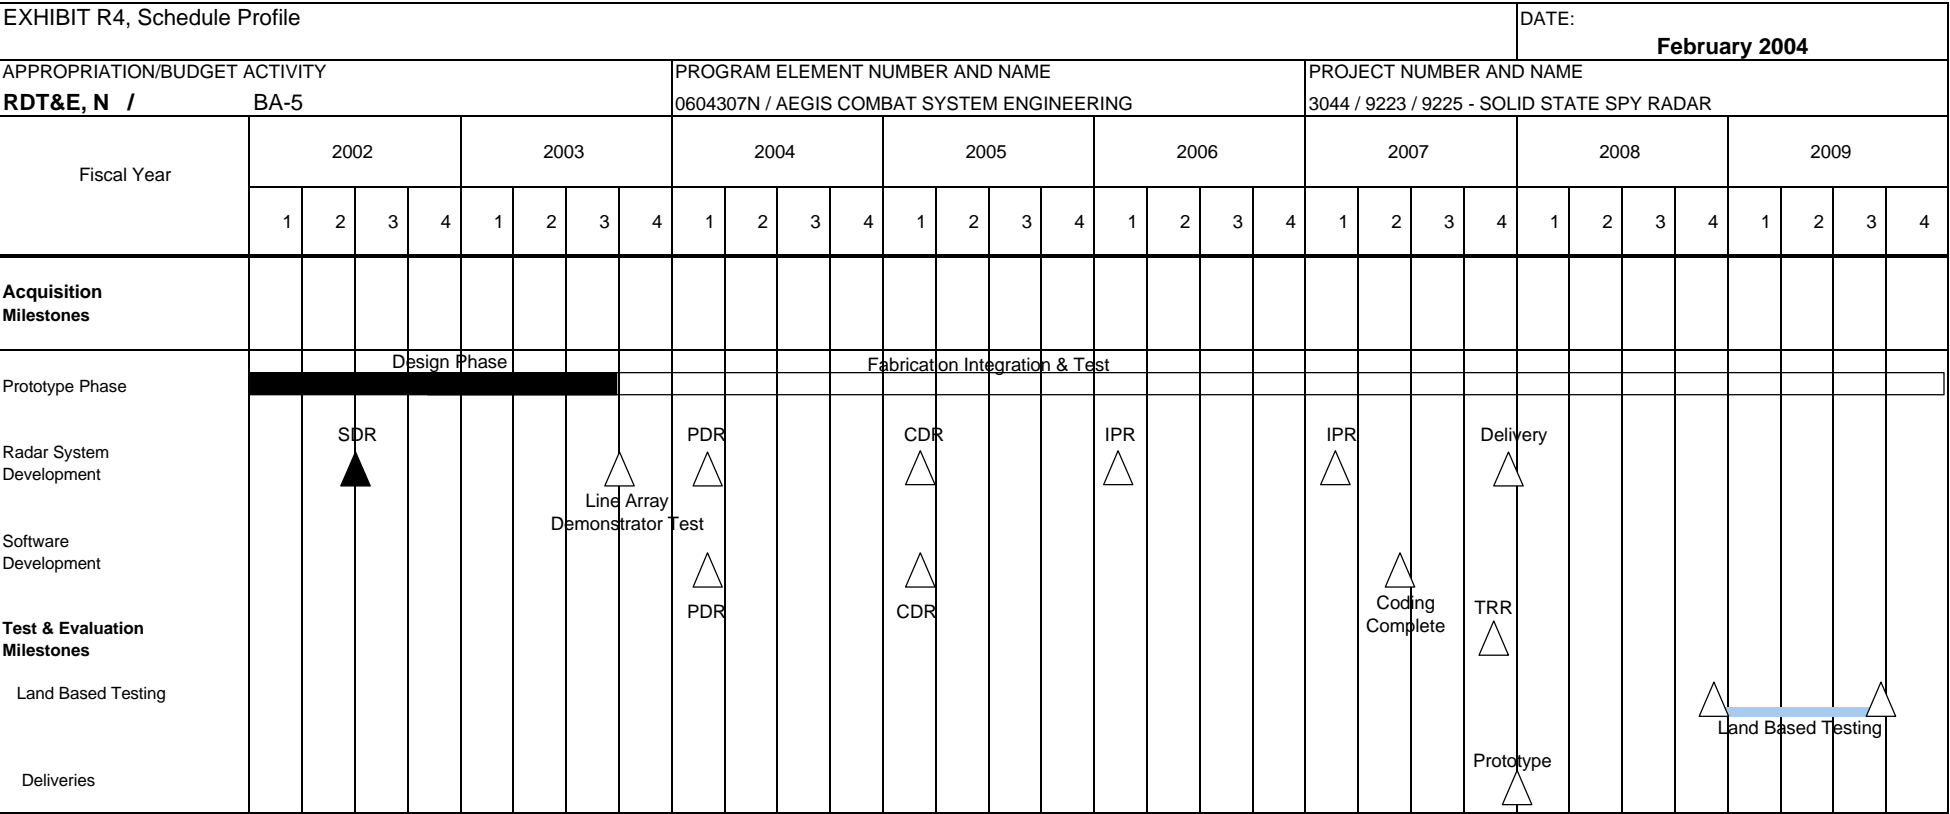 EXHIBIT R4, Schedule Profile
DATE:
February 2004
APPROPRIATION/BUDGET ACTIVITY
PROGRAM ELEMENT NUMBER AND NAME
PROJECT NUMBER AND NAME
RDT&E, N / BA-5
0604307N / AEGIS COMBAT SYSTEM ENGINEERING
3044 / 9223 / 9225 - SOLID STATE SPY RADAR
Fiscal Year
2002 2003 2004 2005 2006 2007 2008 2009
1 2 3 4 1 2 3 4 1 2 3 4 1 2 3 4 1 2 3 4 1 2 3 4 1 2 3 4 1 2 3 4
Acquisition
Milestones
Design Phase
Fabrication Integration & Test
Prototype Phase
SDR PDR CDR IPR IPR Delivery
Radar System
Development
Line Array
Demonstrator Test
Software
Development
PDR CDR
Coding
Complete
TRR
Test & Evaluation
Milestones
Land Based Testing
Land Based Testing
Prototype
Deliveries